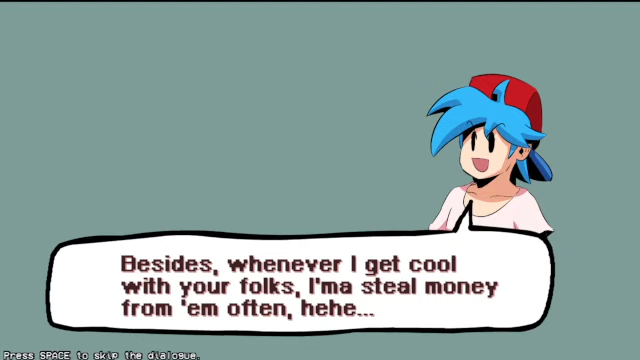 Besides, whenever I get cool
with your folks, I'ma steal money
from 'em often, hehe...
Press SPACE to skip the dialogue.